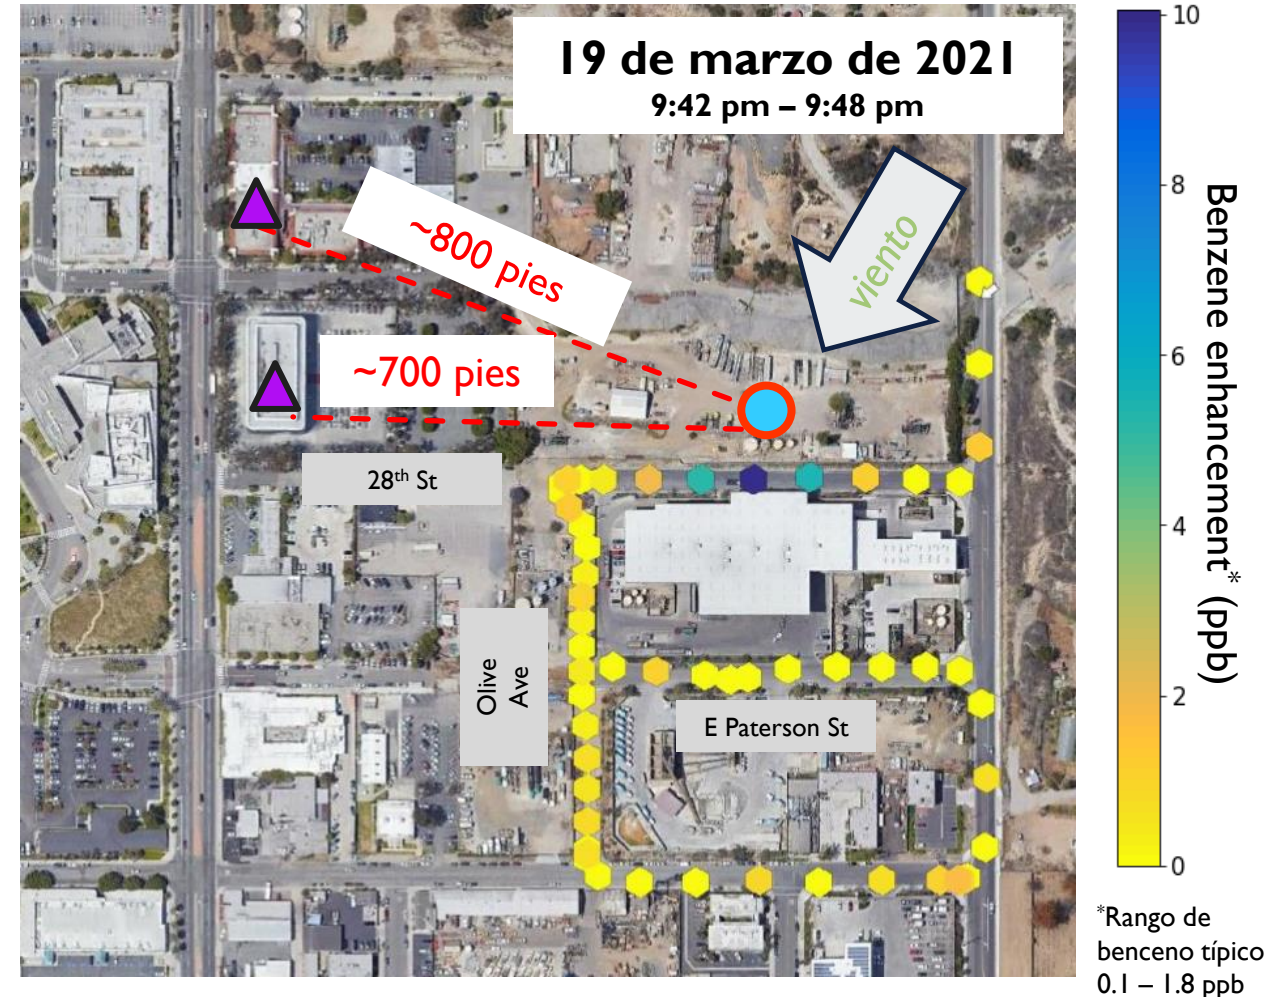 19 de marzo de 2021
9:42 pm – 9:48 pm
viento
~800 pies
~700 pies
28th St
Olive
Ave
E Paterson St
10
8
6
4
2
0
Benzene enhancement* (ppb)
*Rango de
benceno típico
0.1 – 1.8 ppb